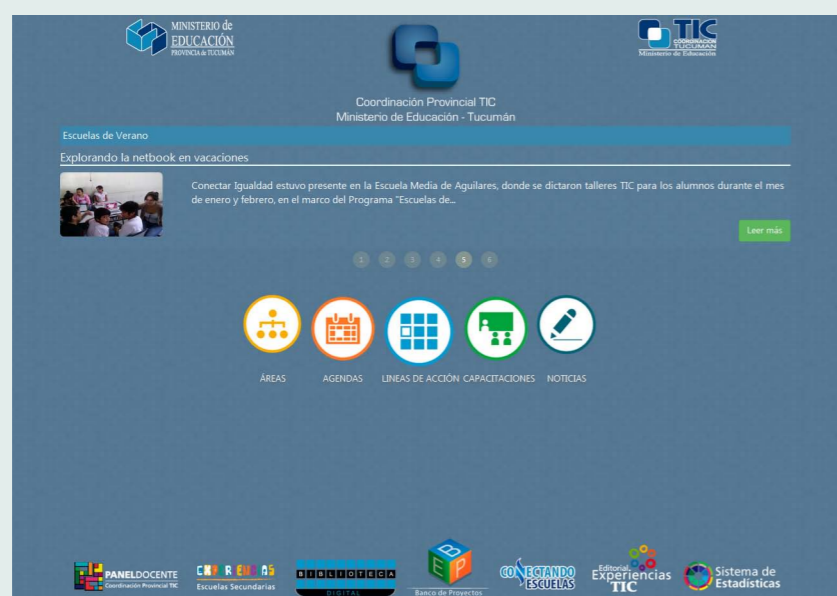 MINISTERIO de
EDUCACIÓN
PROVINCIA de TUCUMÁN
TIC
COORDINACION
TUCUMAN
Ministerio de Educación
Coordinación Provincial TIC
Ministerio de Educación - Tucumán
Escuelas de Verano
Explorando la netbook en vacaciones
Conectar Igualdad estuvo presente en la Escuela Media de Aguilares, donde se dictaron talleres TIC para los alumnos durante el mes
de enero y febrero, en el marco del Programa "Escuelas de...
Leer más
1 2 3 4 5 6
ÁREAS AGENDAS LINEAS DE ACCIÓN CAPACITACIONES NOTICIAS
PANELDOCENTE
Coordinación Provincial TIC
Escuelas Secundarias
BIBLIOTECA
DIGITAL
B E P
Banco de Proyectos
CONECTANDO
ESCUELAS
Editorial
Experiencias
TIC
Sistema de
Estadísticas